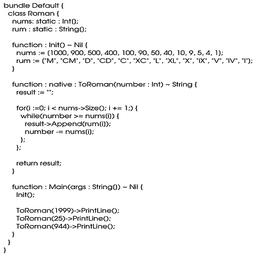 bundle Default {
class Roman {
nums: static : Int();
rum : static : String();
function : Init() ~ Nil {
nums := (1000, 900, 500, 400, 100, 90, 50, 40, 10, 9, 5, 4, 1);
rum := ("M", "CM", "D", "CD", "C", "XC", "L", "XL", "X", "IX", "V", "IV", "I");
}
function : native : ToRoman(number : Int) ~ String {
result := "";
for(i :=0; i < nums->Size(); i += 1;) {
while(number >= nums(i)) {
result->Append(rum(i));
number -= nums(i);
};
};
return result;
}
function : Main(args : String()) ~ Nil {
Init();
ToRoman(1999)->PrintLine();
ToRoman(25)->PrintLine();
ToRoman(944)->PrintLine();
}
}
}